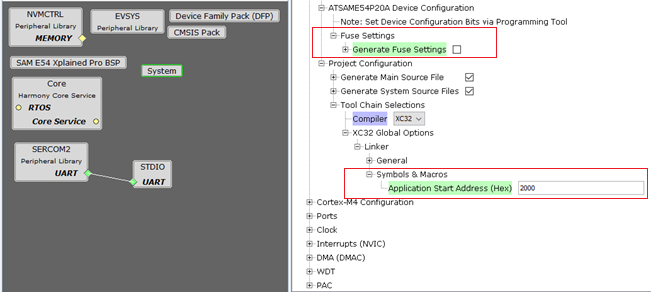 NVMCTRL
Peripheral Library
MEMORY
EVSYS
Peripheral Library
Device Family Pack (DFP)
CMSIS Pack
SAM E54 Xplained Pro BSP
System
Core
Harmony Core Service
RTOS
Core Service
SERCOM2
Peripheral Library
UART
STDIO
UART
ATSAME54P20A Device Configuration
Note: Set Device Configuration Bits via Programming Tool
Fuse Settings
Generate Fuse Settings
Project Configuration
Generate Main Source File
Generate System Source Files
Tool Chain Selections
Compiler XC32
XC32 Global Options
Linker
General
Symbols & Macros
Application Start Address (Hex) 2000
Cortex-M4 Configuration
Ports
Clock
Interrupts (NVIC)
DMA (DMAC)
WDT
PAC